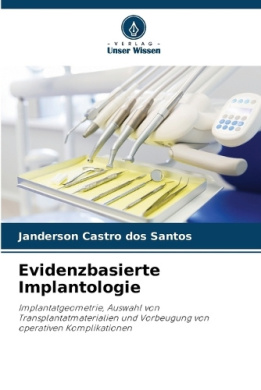 VERLAG
Unser Wissen
Janderson Castro dos Santos
Evidenzbasierte
Implantologie
Implantatgeometrie, Auswahl von
Transplantatmaterialien und Vorbeugung von
operativen Komplikationen